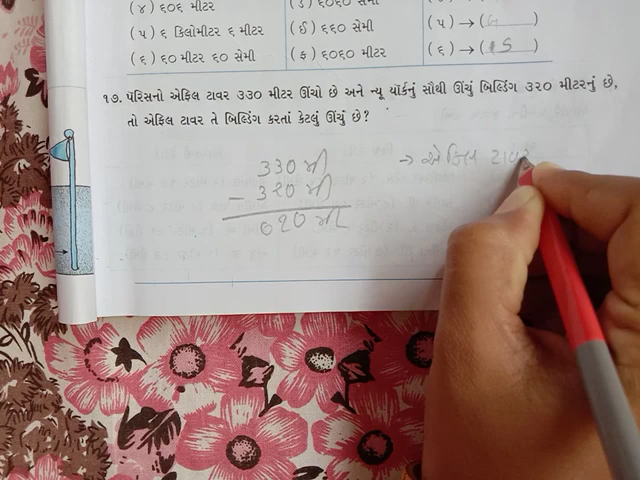 (૪) ૬૦૬ મીટર
(ડ) ૬૦૬૦ સેમી
(૫) ૬ કિલોમીટર ૬ મીટર
(ઈ) ૬૬૦ સેમી
(૫) → ( )
(૬) ૬૦ મીટર ૬૦ સેમી
(ફ) ૬૦૬૦ મીટર
(૬) → ( )
૧૭. પૅરિસનો એફિલ ટાવર ૩૩૦ મીટર ઊંચો છે અને ન્યૂ યૉર્કનું સૌથી ઊંચું બિલ્ડિંગ ૩૨૦ મીટરનું છે,
તો એફિલ ટાવર તે બિલ્ડિંગ કરતાં કેટલું ઊંચું છે?
૩૩૦ મી
→ એફિલ ટાવર
– ૩૨૦ મી
૦૧૦ મી